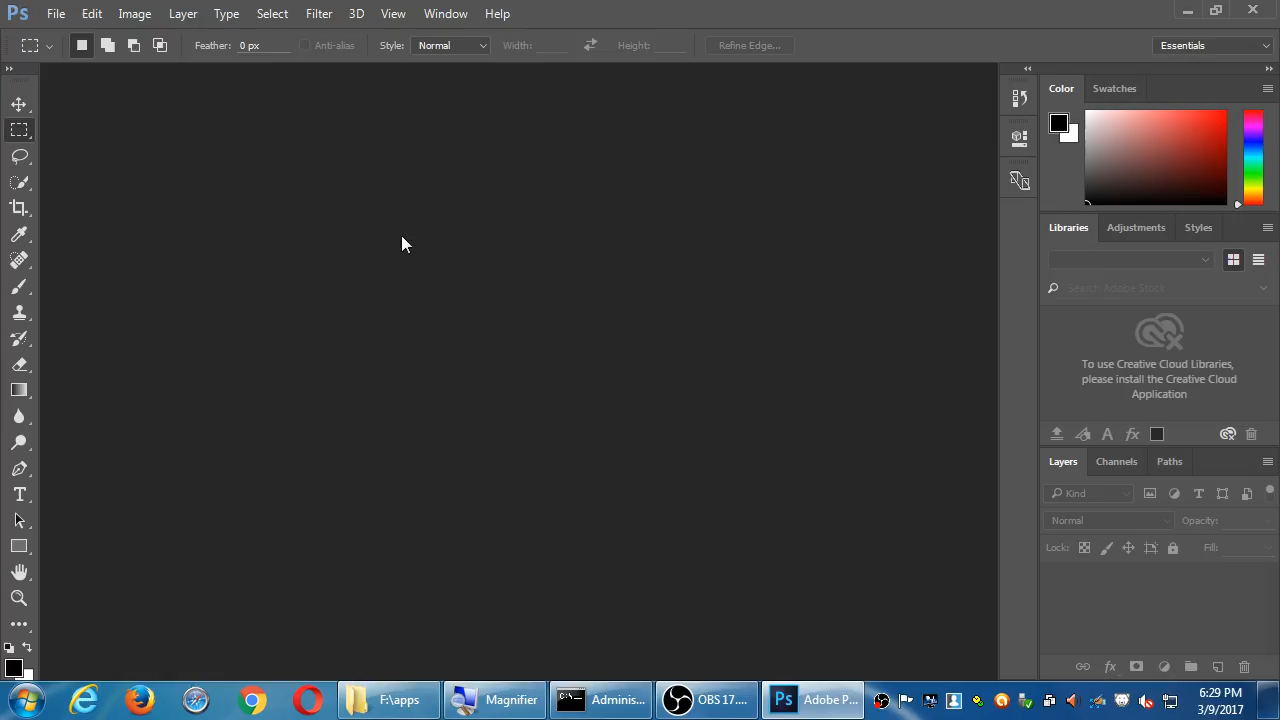 Ps File Edit Image Layer Type Select Filter 3D View Window Help
Feather: 0 px Anti-alias Style: Normal Width: Height: Refine Edge... Essentials
Color Swatches
Libraries Adjustments Styles
Search Adobe Stock
To use Creative Cloud Libraries,
please install the Creative Cloud
Application
Layers Channels Paths
Kind
Normal Opacity:
Lock: Fill:
F:\apps Magnifier C:\ Adminis... OBS 17.... Ps Adobe P...
6:29 PM
3/9/2017